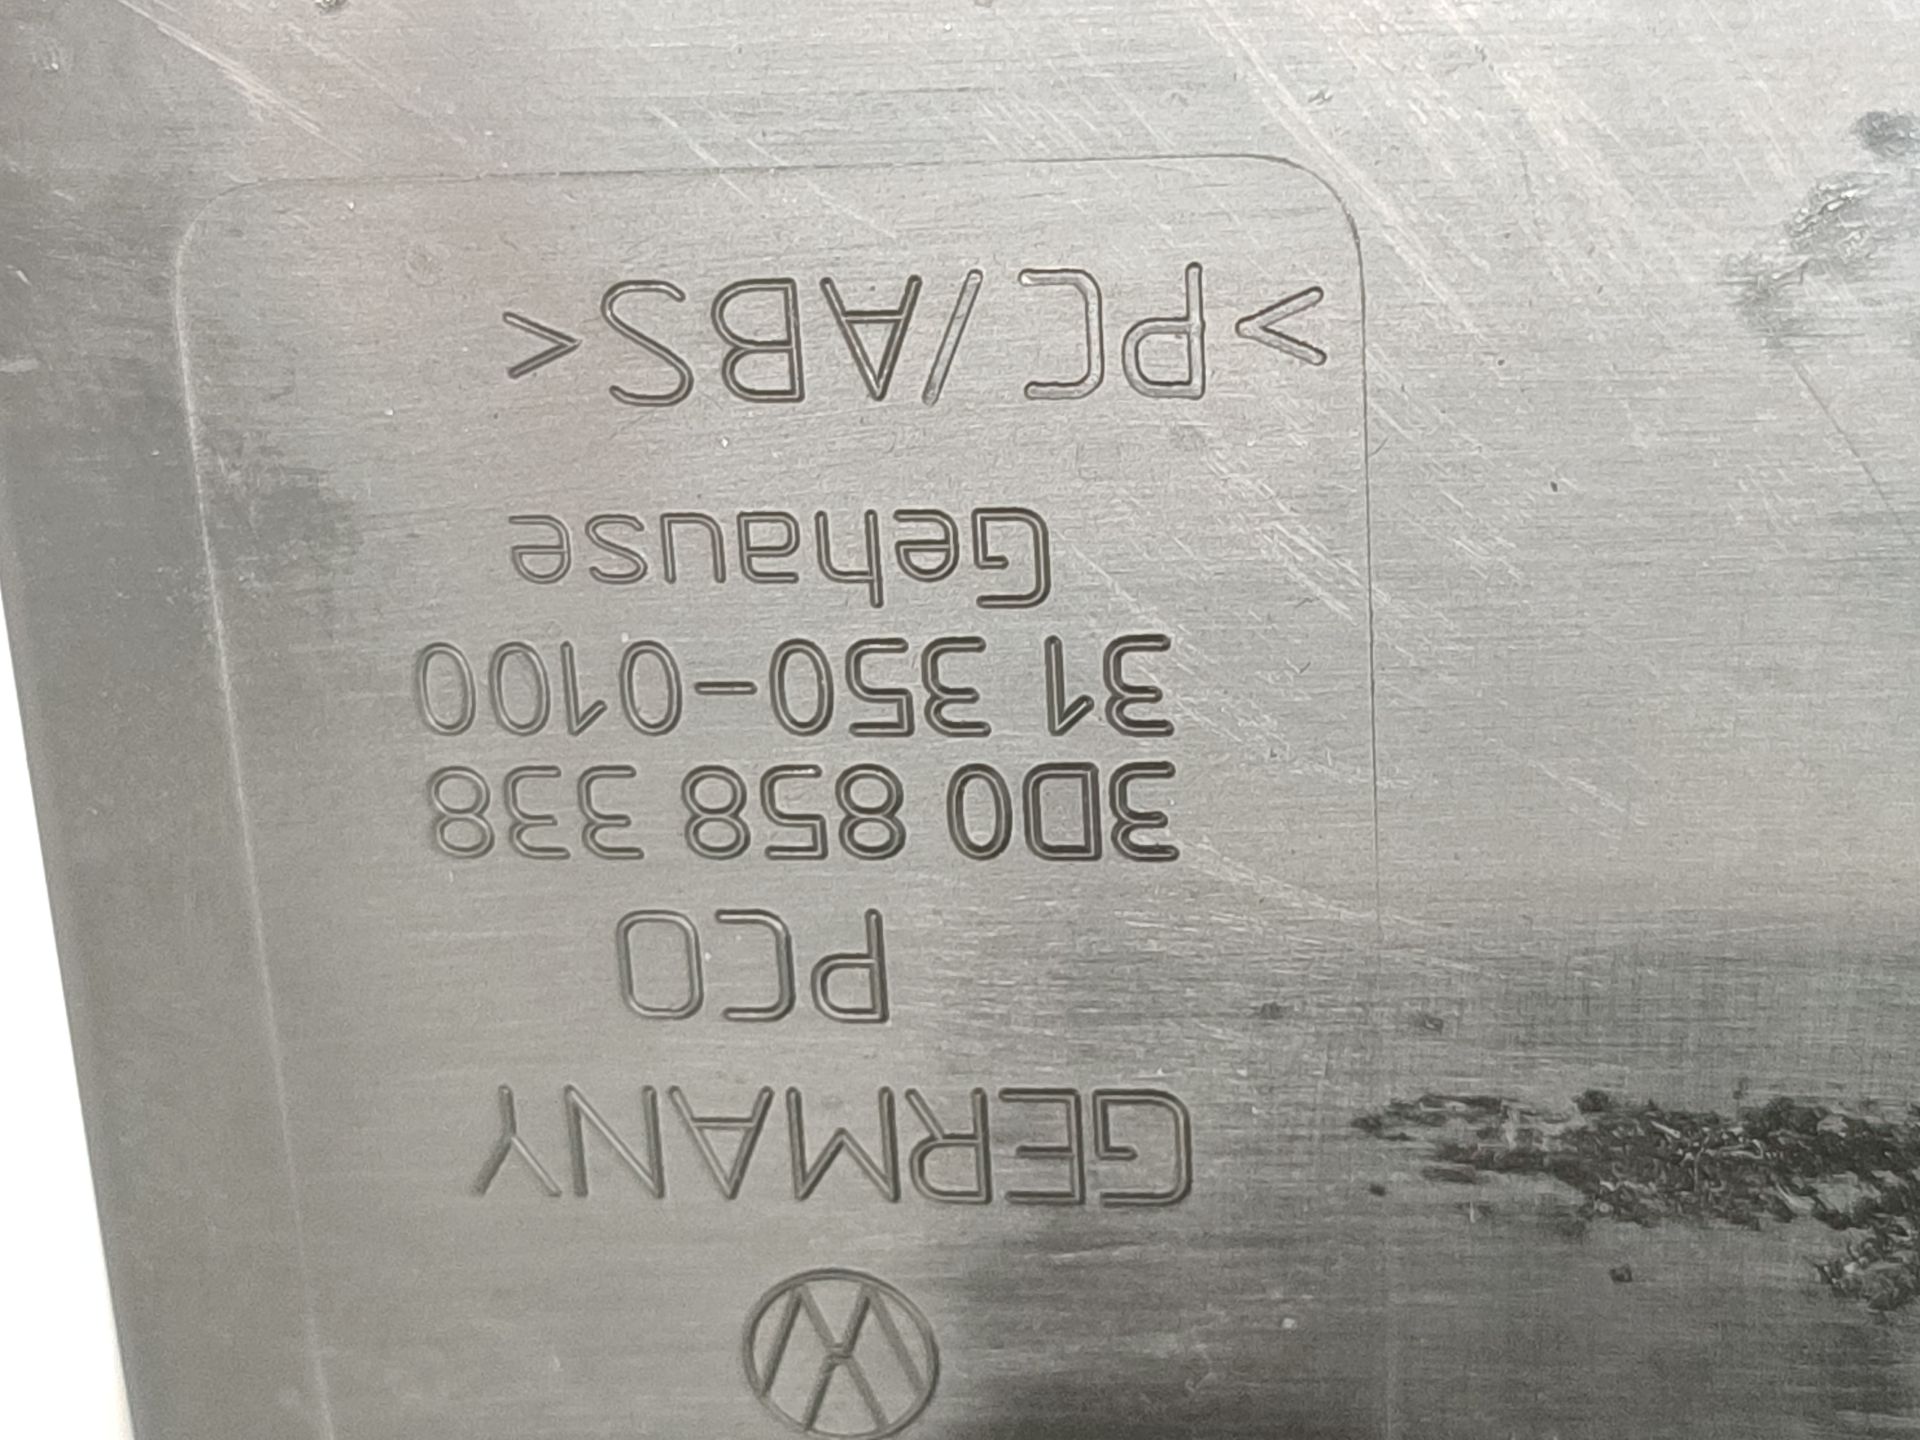 GERMANY
PCO
3D0 858 338
31 350-0100
Gehause
>PC/ABS<